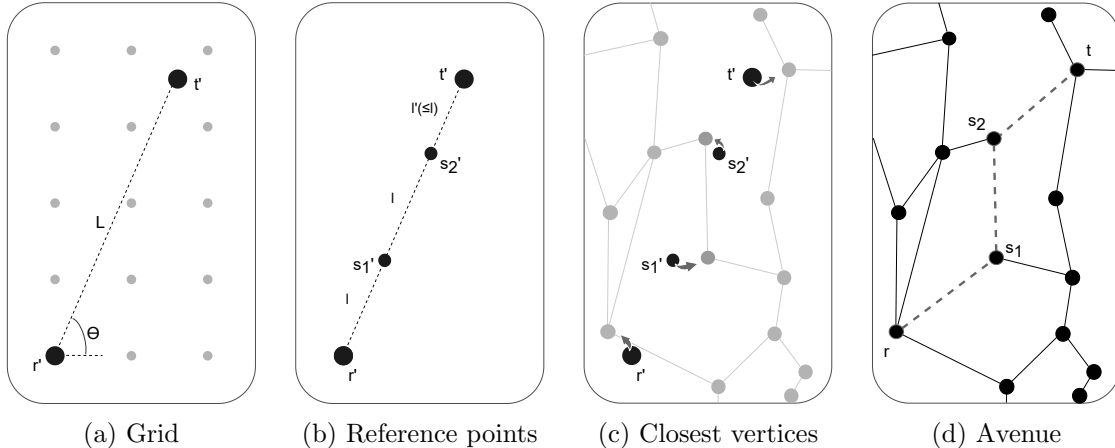 t'
L
Θ
r'
(a) Grid
t'
l'(≤l)
s2'
l
s1'
l
r'
(b) Reference points
t'
s2'
s1'
r'
(c) Closest vertices
t
s2
s1
r
(d) Avenue